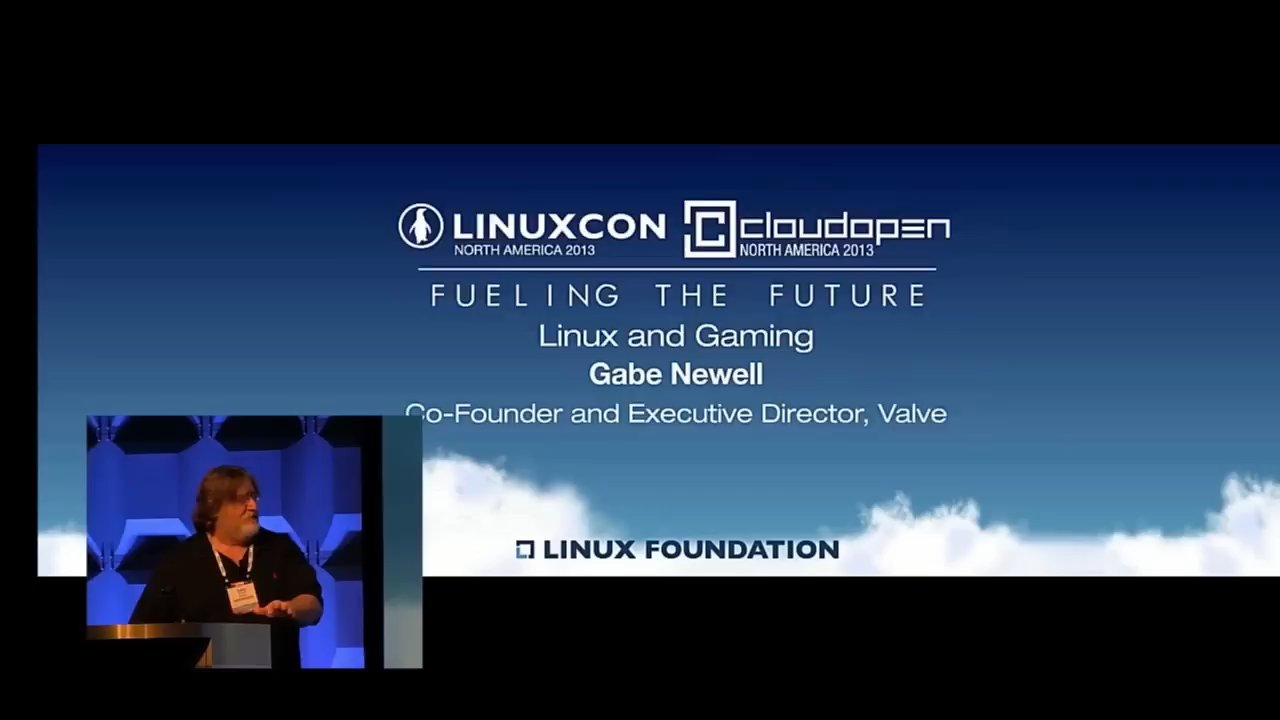 LINUXCON
NORTH AMERICA 2013
cloudopen
NORTH AMERICA 2013
FUELING THE FUTURE
Linux and Gaming
Gabe Newell
Co-Founder and Executive Director, Valve
LINUX FOUNDATION